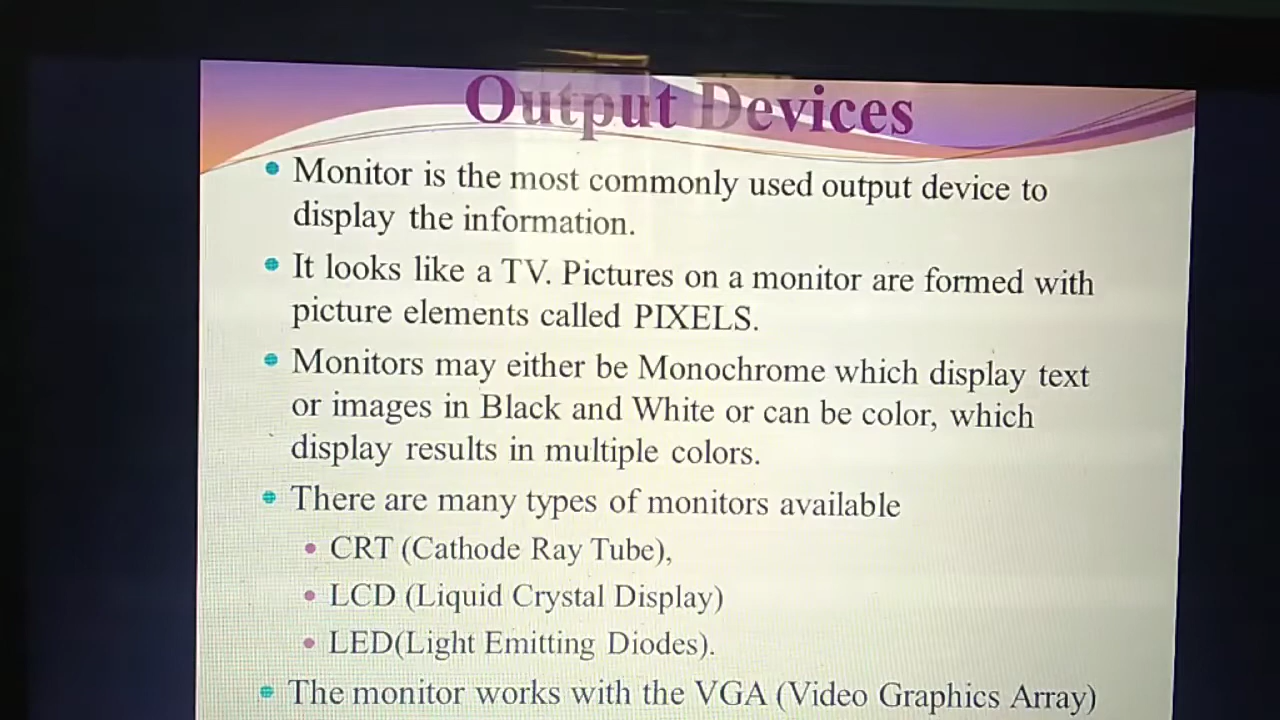 Output Devices
Monitor is the most commonly used output device to
display the information.
It looks like a TV. Pictures on a monitor are formed with
picture elements called PIXELS.
Monitors may either be Monochrome which display text
or images in Black and White or can be color, which
display results in multiple colors.
There are many types of monitors available
CRT (Cathode Ray Tube),
LCD (Liquid Crystal Display)
LED(Light Emitting Diodes).
The monitor works with the VGA (Video Graphics Array)